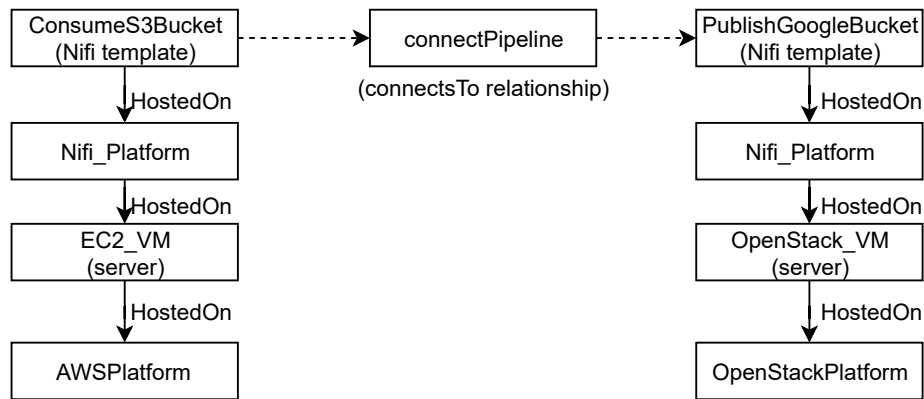 ConsumeS3Bucket
(Nifi template)
connectPipeline
(connectsTo relationship)
PublishGoogleBucket
(Nifi template)
HostedOn
HostedOn
Nifi_Platform
Nifi_Platform
HostedOn
HostedOn
EC2_VM
(server)
OpenStack_VM
(server)
HostedOn
HostedOn
AWSPlatform
OpenStackPlatform